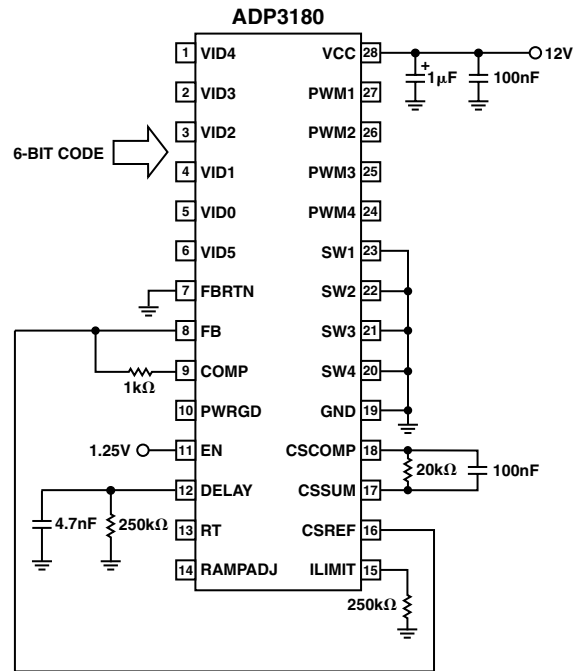 ADP3180
1 VID4 VCC 28 12V
+
1μF 100nF
2 VID3 PWM1 27
3 VID2 PWM2 26
6-BIT CODE
4 VID1 PWM3 25
5 VID0 PWM4 24
6 VID5 SW1 23
7 FBRTN SW2 22
8 FB SW3 21
9 COMP SW4 20
1kΩ
10 PWRGD GND 19
1.25V 11 EN CSCOMP 18
20kΩ 100nF
12 DELAY CSSUM 17
4.7nF 250kΩ
13 RT CSREF 16
14 RAMPADJ ILIMIT 15
250kΩ